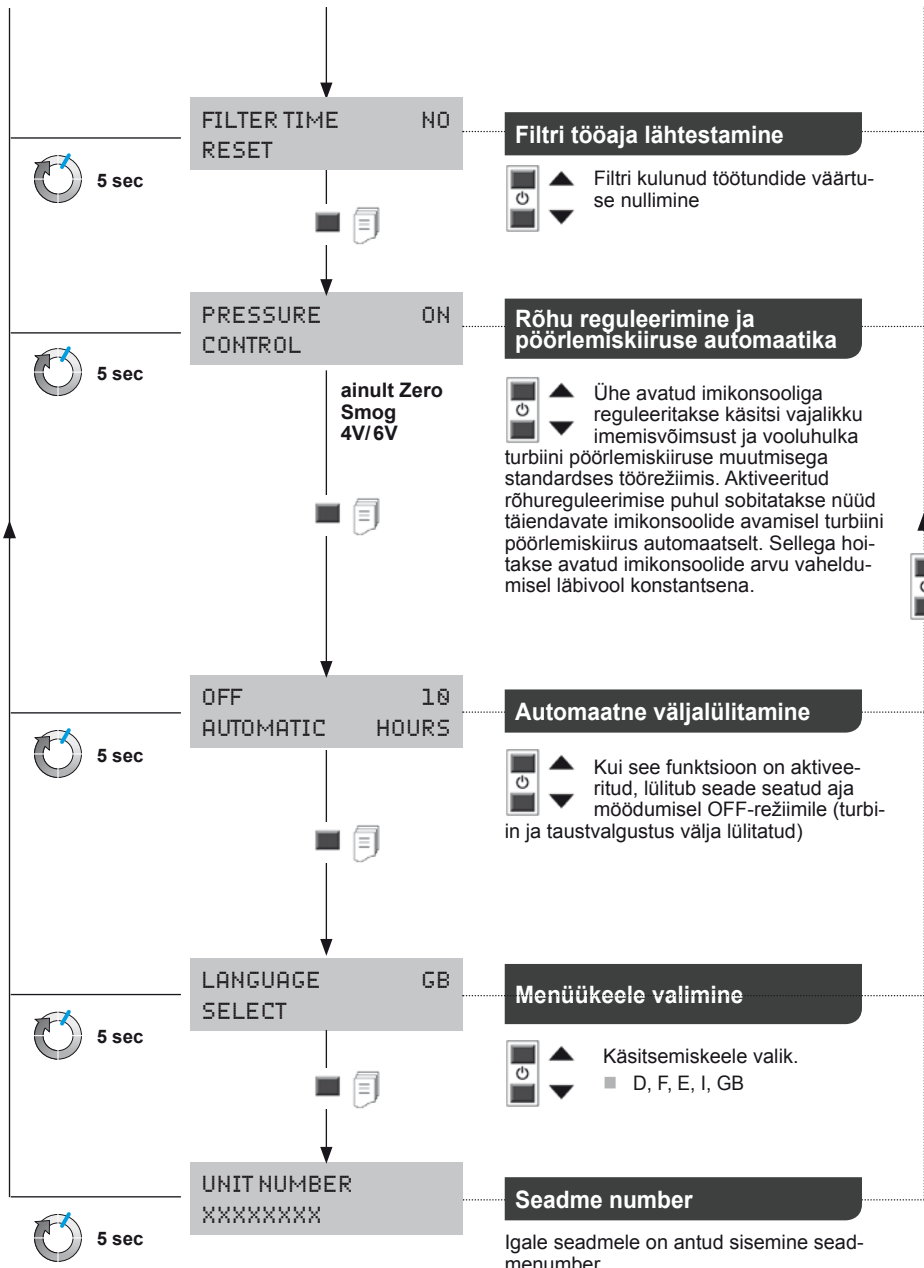 FILTER TIME NO
RESET
5 sec
Filtri tööaja lähtestamine
Filtri kulunud töötundide väärtu-
se nullimine
PRESSURE ON
CONTROL
5 sec
ainult Zero
Smog
4V/6V
Rõhu reguleerimine ja
pöörlemiskiiruse automaatika
Ühe avatud imikonsooliga
reguleeritakse käsitsi vajalikku
imemisvõimsust ja vooluhulka
turbiini pöörlemiskiiruse muutmisega
standardses töörežiimis. Aktiveeritud
rõhureguleerimise puhul sobitatakse nüüd
täiendavate imikonsoolide avamisel turbiini
pöörlemiskiirus automaatselt. Sellega hoi-
takse avatud imikonsoolide arvu vaheldu-
misel läbivool konstantsena.
OFF 10
AUTOMATIC HOURS
5 sec
Automaatne väljalülitamine
Kui see funktsioon on aktivee-
ritud, lülitub seade seatud aja
möödumisel OFF-režiimile (turbi-
in ja taustvalgustus välja lülitatud)
LANGUAGE GB
SELECT
5 sec
Menüükeele valimine
Käsitsemiskeele valik.
D, F, E, I, GB
UNIT NUMBER
XXXXXXXX
5 sec
Seadme number
Igale seadmele on antud sisemine sead-
menumber